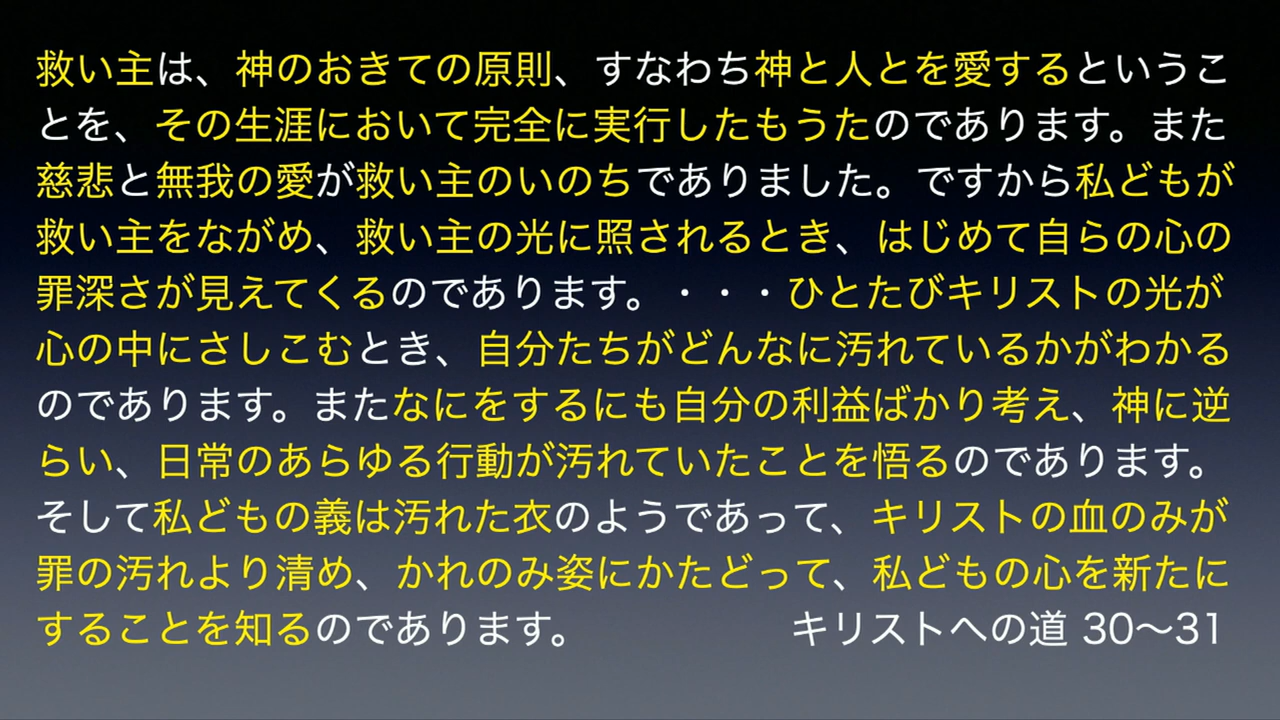 救い主は、神のおきての原則、すなわち神と人とを愛するというこ
とを、その生涯において完全に実行したもうたのであります。また
慈悲と無我の愛が救い主のいのちでありました。ですから私どもが
救い主をながめ、救い主の光に照されるとき、はじめて自らの心の
罪深さが見えてくるのであります。・・・ひとたびキリストの光が
心の中にさしこむとき、自分たちがどんなに汚れているかがわかる
のであります。またなにをするにも自分の利益ばかり考え、神に逆
らい、日常のあらゆる行動が汚れていたことを悟るのであります。
そして私どもの義は汚れた衣のようであって、キリストの血のみが
罪の汚れより清め、かれのみ姿にかたどって、私どもの心を新たに
することを知るのであります。 キリストへの道 30〜31